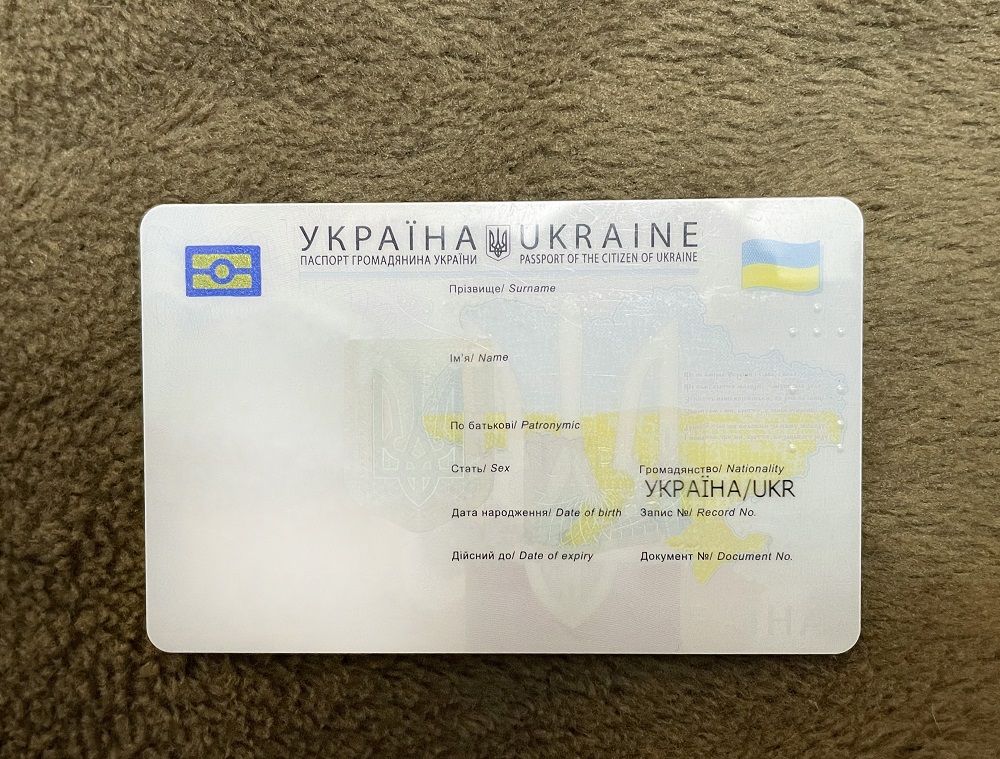 УКРАЇНА UKRAINE
ПАСПОРТ ГРОМАДЯНИНА УКРАЇНИ PASSPORT OF THE CITIZEN OF UKRAINE
Прізвище/ Surname
Ім'я/ Name
По батькові/ Patronymic
Стать/ Sex Громадянство/ Nationality
УКРАЇНА/UKR
Дата народження/ Date of birth Запис №/ Record No.
Дійсний до/ Date of expiry Документ №/ Document No.